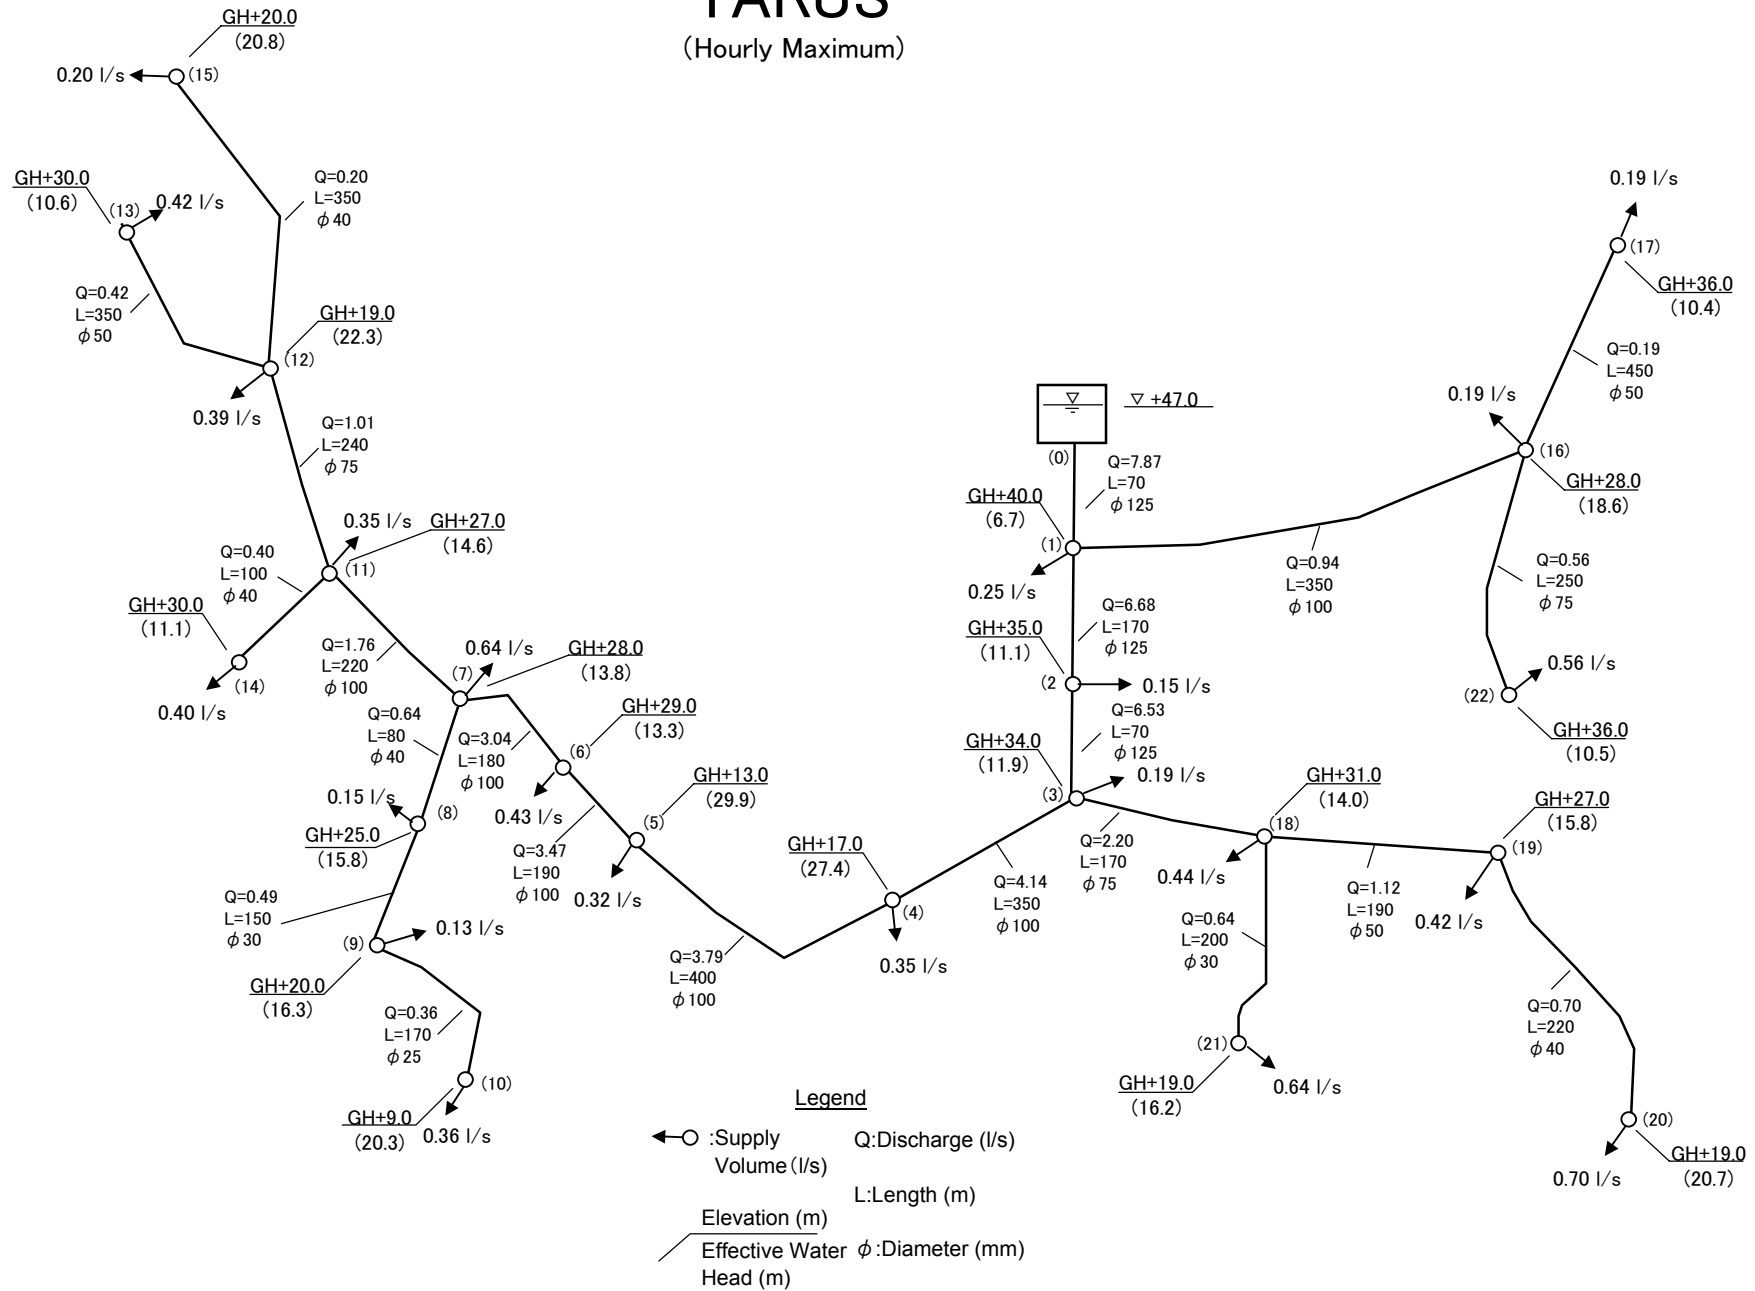 YARUS
(Hourly Maximum)
GH+20.0
(20.8)
0.20 l/s
(15)
GH+30.0
(10.6)
(13)
0.42 l/s
Q=0.20
L=350
φ40
Q=0.42
L=350
φ50
GH+19.0
(22.3)
(12)
0.39 l/s
Q=1.01
L=240
φ75
0.35 l/s
GH+27.0
(14.6)
(11)
Q=0.40
L=100
φ40
GH+30.0
(11.1)
(14)
0.40 l/s
Q=1.76
L=220
φ100
(7)
0.64 l/s
GH+28.0
(13.8)
Q=0.64
L=80
φ40
Q=3.04
L=180
φ100
GH+29.0
(13.3)
(6)
0.43 l/s
0.15 l/s
(8)
GH+25.0
(15.8)
Q=3.47
L=190
φ100
(5)
GH+13.0
(29.9)
0.32 l/s
Q=0.49
L=150
φ30
(9)
0.13 l/s
GH+20.0
(16.3)
Q=0.36
L=170
φ25
(10)
GH+9.0
(20.3)
0.36 l/s
Q=3.79
L=400
φ100
GH+17.0
(27.4)
(4)
0.35 l/s
Q=4.14
L=350
φ100
▽ +47.0
(0)
Q=7.87
L=70
φ125
GH+40.0
(6.7)
(1)
0.25 l/s
Q=6.68
L=170
φ125
GH+35.0
(11.1)
(2
0.15 l/s
Q=6.53
L=70
φ125
GH+34.0
(11.9)
(3)
0.19 l/s
Q=0.94
L=350
φ100
0.19 l/s
(17)
GH+36.0
(10.4)
Q=0.19
L=450
φ50
0.19 l/s
(16)
GH+28.0
(18.6)
Q=0.56
L=250
φ75
0.56 l/s
(22)
GH+36.0
(10.5)
Q=2.20
L=170
φ75
GH+31.0
(14.0)
(18)
0.44 l/s
Q=1.12
L=190
φ50
GH+27.0
(15.8)
(19)
0.42 l/s
Q=0.64
L=200
φ30
(21)
0.64 l/s
GH+19.0
(16.2)
Q=0.70
L=220
φ40
(20)
GH+19.0
(20.7)
0.70 l/s
Legend
:Supply
Volume(l/s)
Q:Discharge (l/s)
L:Length (m)
Elevation (m)
Effective Water
Head (m)
φ:Diameter (mm)